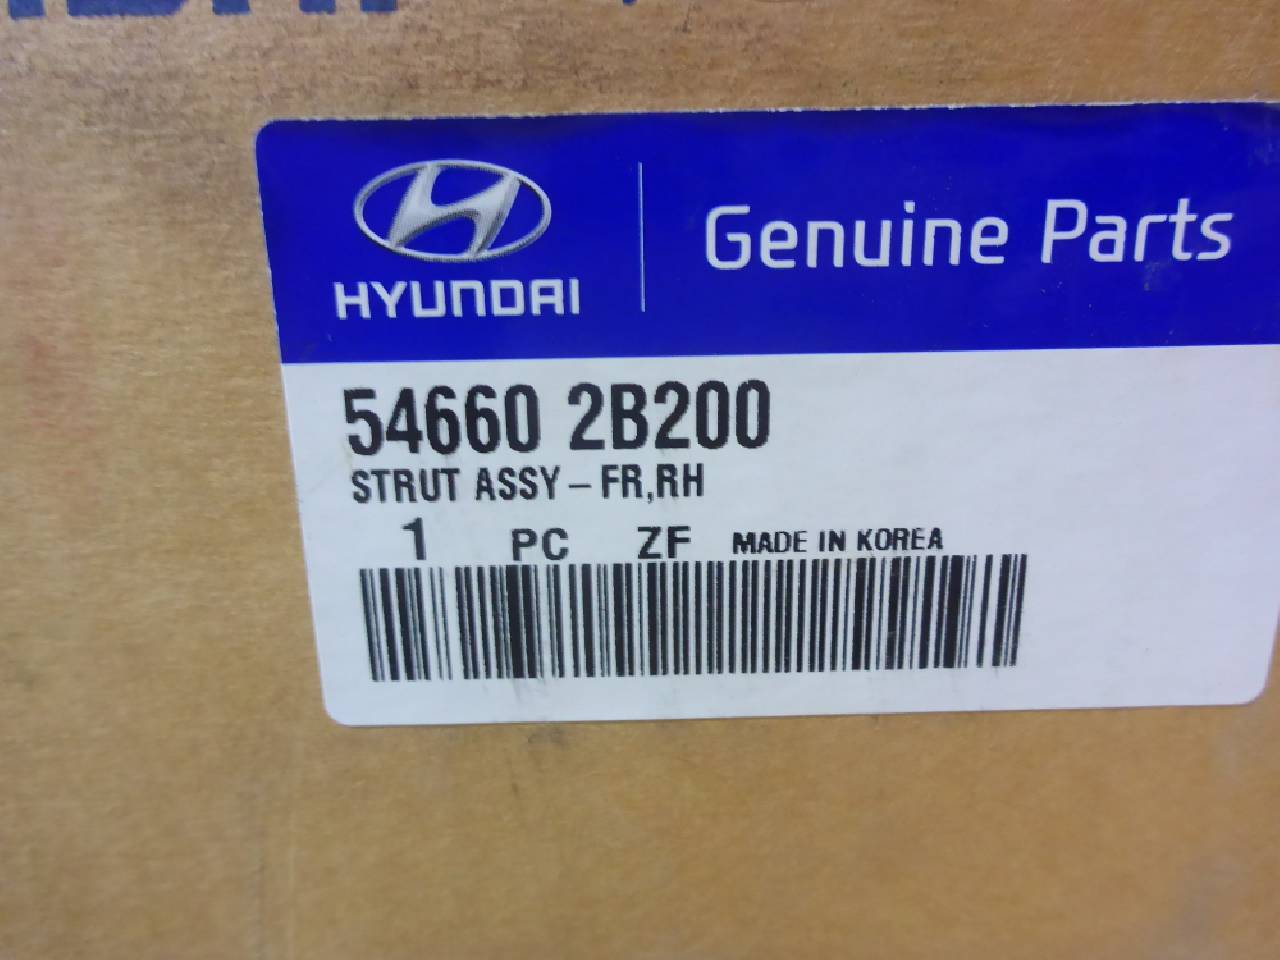 HYUNDAI
Genuine Parts
54660 2B200
STRUT ASSY-FR,RH
1 PC ZF MADE IN KOREA